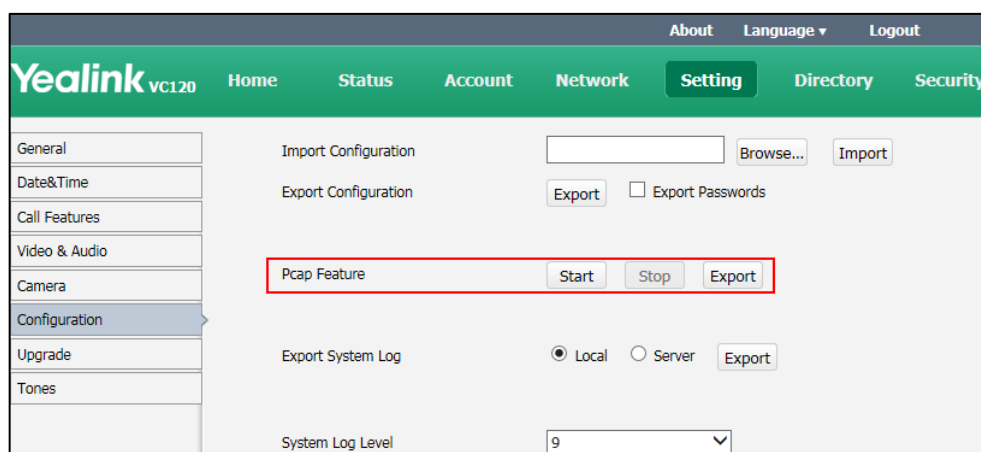 About Language ▾ Logout
Yealink VC120 Home Status Account Network Setting Directory Security
General
Date&Time
Call Features
Video & Audio
Camera
Configuration
Upgrade
Tones
Import Configuration Browse... Import
Export Configuration Export Export Passwords
Pcap Feature Start Stop Export
Export System Log Local Server Export
System Log Level 9